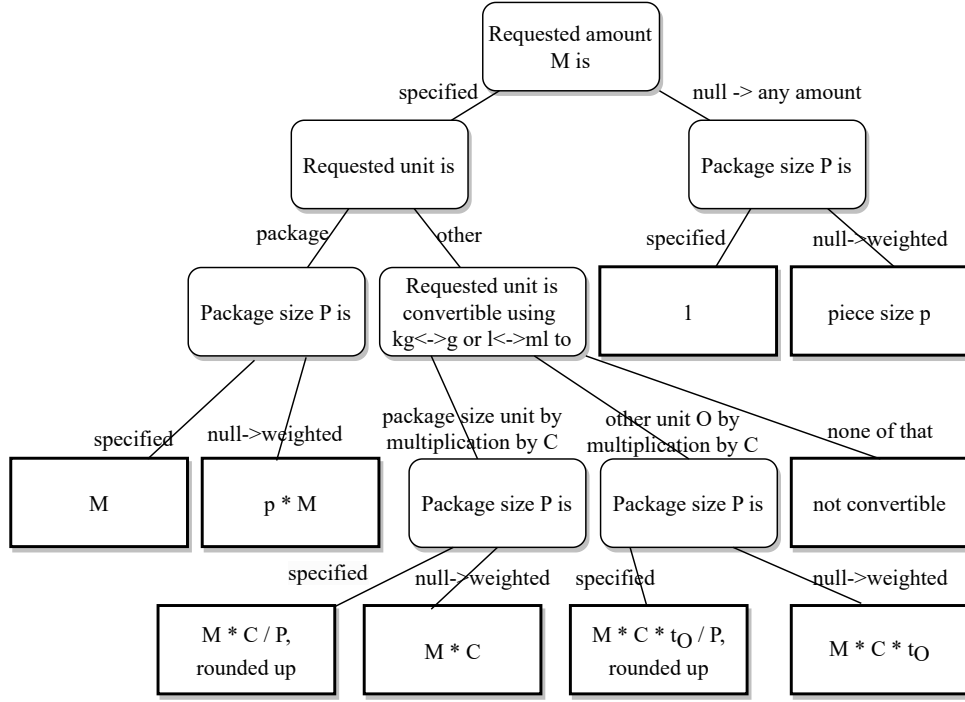 Requested amount
M is
specified
null -> any amount
Requested unit is
Package size P is
package
other
specified
null->weighted
Package size P is
Requested unit is
convertible using
kg<->g or l<->ml to
1
piece size p
specified
null->weighted
package size unit by
multiplication by C
other unit O by
multiplication by C
none of that
M
p * M
Package size P is
Package size P is
not convertible
specified
null->weighted
specified
null->weighted
M * C / P,
rounded up
M * C
M * C * tO / P,
rounded up
M * C * tO